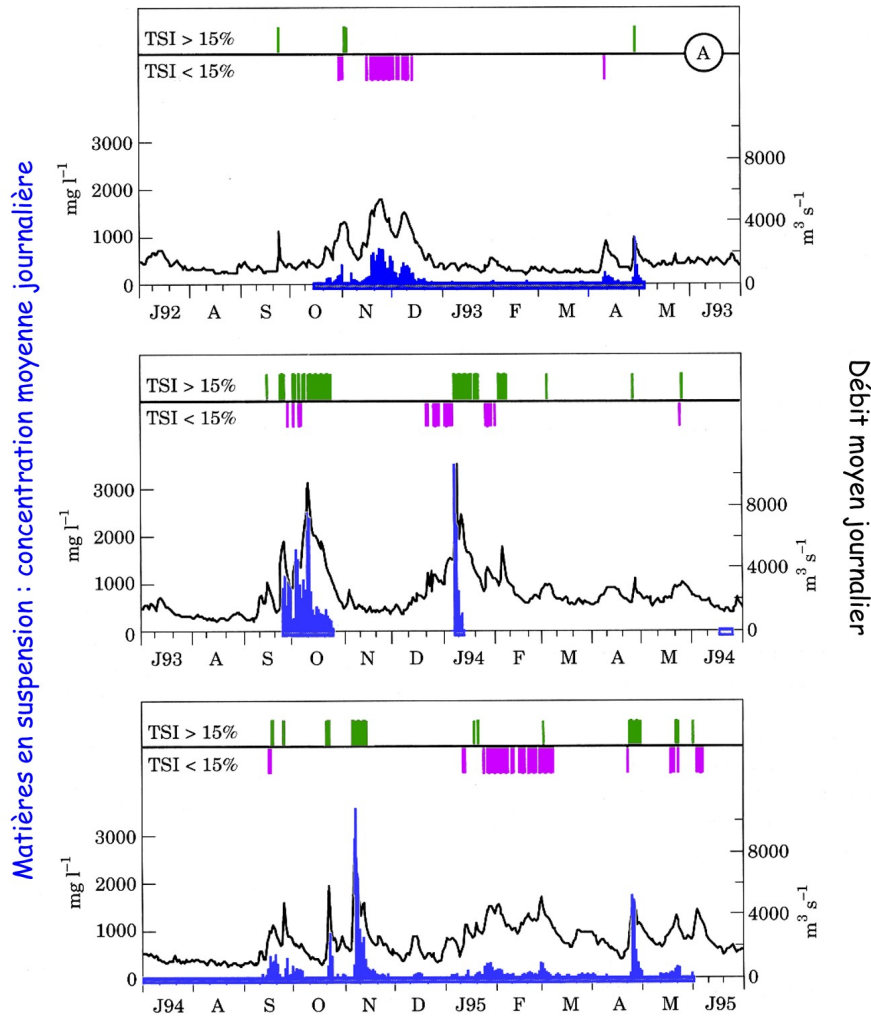 Matières en suspension : concentration moyenne journalière
Débit moyen journalier
TSI > 15%
TSI < 15%
A
3000
2000
1000
0
mg l⁻¹
8000
4000
0
m³ s⁻¹
J92 A S O N D J93 F M A M J93
TSI > 15%
TSI < 15%
3000
2000
1000
0
mg l⁻¹
8000
4000
0
m³ s⁻¹
J93 A S O N D J94 F M A M J94
TSI > 15%
TSI < 15%
3000
2000
1000
0
mg l⁻¹
8000
4000
0
m³ s⁻¹
J94 A S O N D J95 F M A M J95